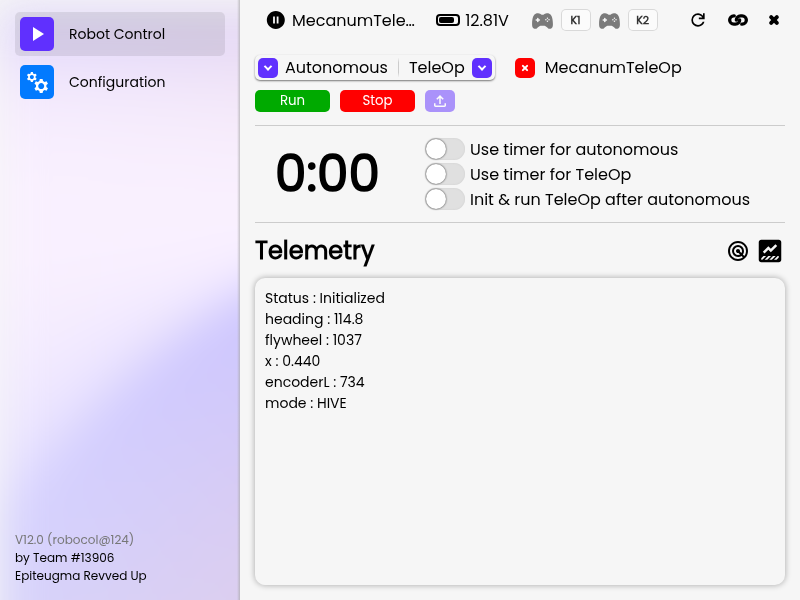 Robot Control
Configuration
V12.0 (robocol@124)
by Team #13906
Epiteugma Revved Up
MecanumTele... 12.81V K1 K2
Autonomous TeleOp MecanumTeleOp
Run Stop
0:00
Use timer for autonomous
Use timer for TeleOp
Init & run TeleOp after autonomous
Telemetry
Status : Initialized
heading : 114.8
flywheel : 1037
x : 0.440
encoderL : 734
mode : HIVE